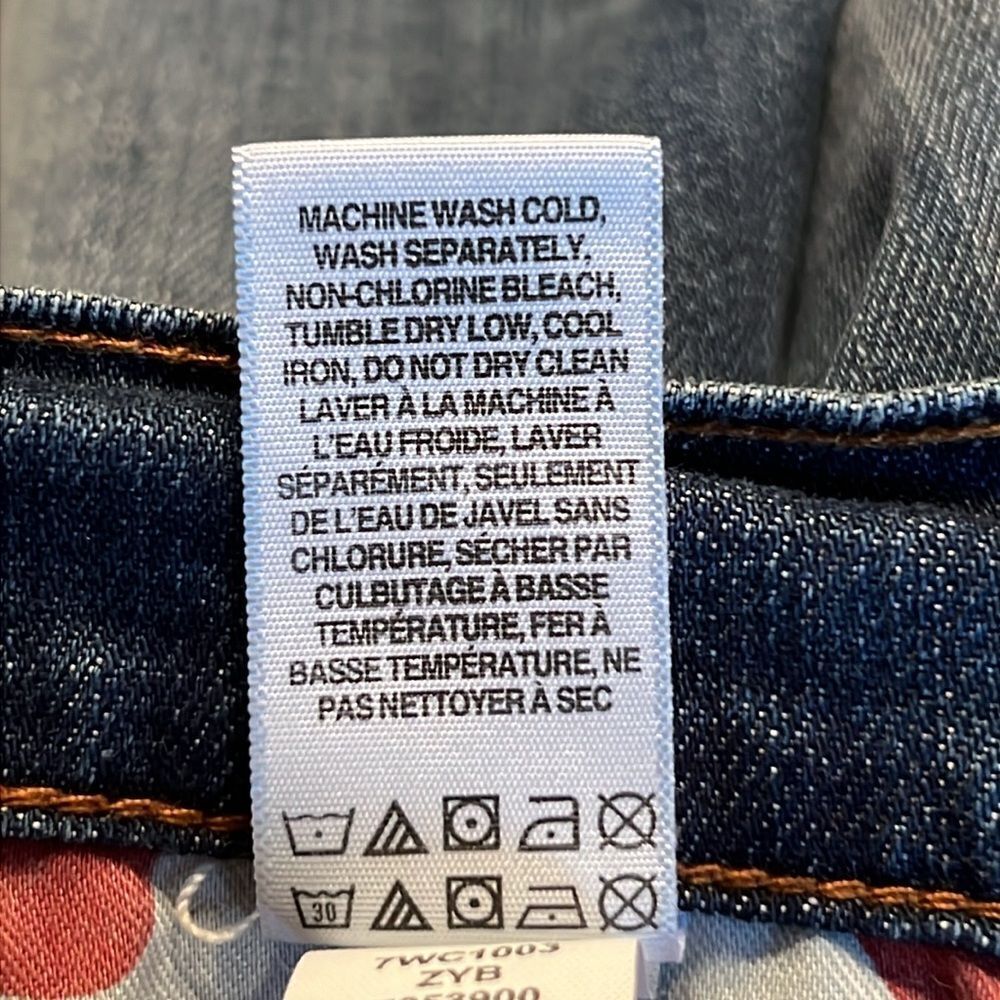 MACHINE WASH COLD,
WASH SEPARATELY,
NON-CHLORINE BLEACH,
TUMBLE DRY LOW, COOL
IRON, DO NOT DRY CLEAN
LAVER À LA MACHINE À
L'EAU FROIDE, LAVER
SÉPARÉMENT, SEULEMENT
DE L'EAU DE JAVEL SANS
CHLORURE, SÉCHER PAR
CULBUTAGE À BASSE
TEMPÉRATURE, FER À
BASSE TEMPÉRATURE, NE
PAS NETTOYER À SEC
30
7WC1003
ZYB